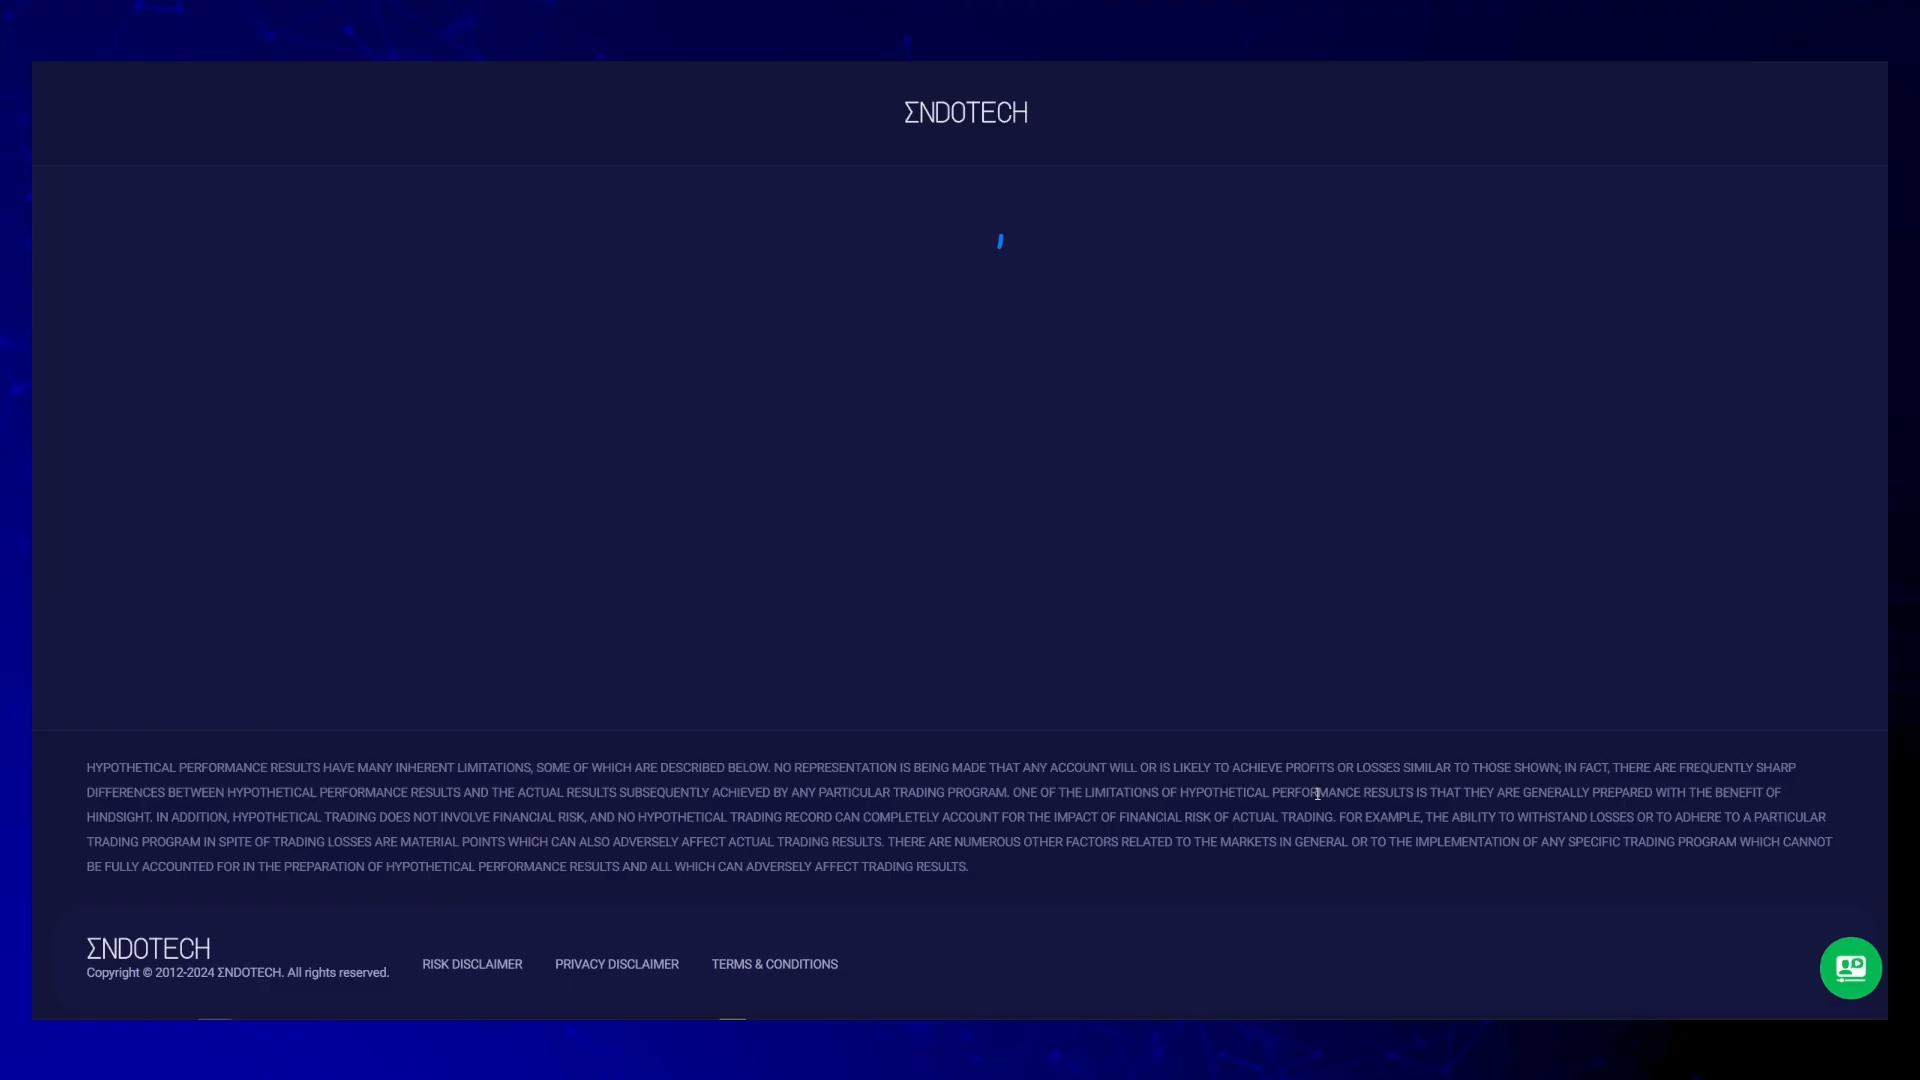 ΣNDOTECH
HYPOTHETICAL PERFORMANCE RESULTS HAVE MANY INHERENT LIMITATIONS, SOME OF WHICH ARE DESCRIBED BELOW. NO REPRESENTATION IS BEING MADE THAT ANY ACCOUNT WILL OR IS LIKELY TO ACHIEVE PROFITS OR LOSSES SIMILAR TO THOSE SHOWN; IN FACT, THERE ARE FREQUENTLY SHARP
DIFFERENCES BETWEEN HYPOTHETICAL PERFORMANCE RESULTS AND THE ACTUAL RESULTS SUBSEQUENTLY ACHIEVED BY ANY PARTICULAR TRADING PROGRAM. ONE OF THE LIMITATIONS OF HYPOTHETICAL PERFORMANCE RESULTS IS THAT THEY ARE GENERALLY PREPARED WITH THE BENEFIT OF
HINDSIGHT. IN ADDITION, HYPOTHETICAL TRADING DOES NOT INVOLVE FINANCIAL RISK, AND NO HYPOTHETICAL TRADING RECORD CAN COMPLETELY ACCOUNT FOR THE IMPACT OF FINANCIAL RISK OF ACTUAL TRADING. FOR EXAMPLE, THE ABILITY TO WITHSTAND LOSSES OR TO ADHERE TO A PARTICULAR
TRADING PROGRAM IN SPITE OF TRADING LOSSES ARE MATERIAL POINTS WHICH CAN ALSO ADVERSELY AFFECT ACTUAL TRADING RESULTS. THERE ARE NUMEROUS OTHER FACTORS RELATED TO THE MARKETS IN GENERAL OR TO THE IMPLEMENTATION OF ANY SPECIFIC TRADING PROGRAM WHICH CANNOT
BE FULLY ACCOUNTED FOR IN THE PREPARATION OF HYPOTHETICAL PERFORMANCE RESULTS AND ALL WHICH CAN ADVERSELY AFFECT TRADING RESULTS.
ΣNDOTECH
Copyright © 2012-2024 ΣNDOTECH. All rights reserved.
RISK DISCLAIMER PRIVACY DISCLAIMER TERMS & CONDITIONS